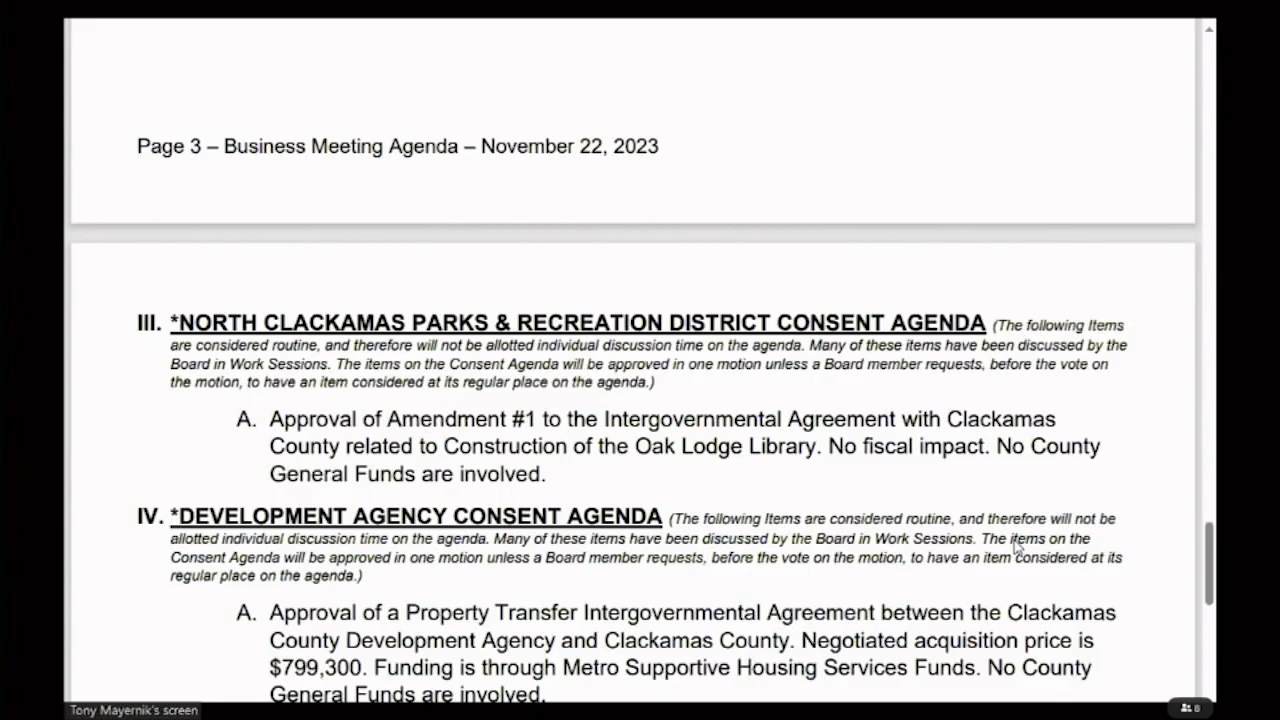 Page 3 – Business Meeting Agenda – November 22, 2023
III. *NORTH CLACKAMAS PARKS & RECREATION DISTRICT CONSENT AGENDA (The following Items
are considered routine, and therefore will not be allotted individual discussion time on the agenda. Many of these items have been discussed by the
Board in Work Sessions. The items on the Consent Agenda will be approved in one motion unless a Board member requests, before the vote on
the motion, to have an item considered at its regular place on the agenda.)
A. Approval of Amendment #1 to the Intergovernmental Agreement with Clackamas
County related to Construction of the Oak Lodge Library. No fiscal impact. No County
General Funds are involved.
IV. *DEVELOPMENT AGENCY CONSENT AGENDA (The following Items are considered routine, and therefore will not be
allotted individual discussion time on the agenda. Many of these items have been discussed by the Board in Work Sessions. The items on the
Consent Agenda will be approved in one motion unless a Board member requests, before the vote on the motion, to have an item considered at its
regular place on the agenda.)
A. Approval of a Property Transfer Intergovernmental Agreement between the Clackamas
County Development Agency and Clackamas County. Negotiated acquisition price is
$799,300. Funding is through Metro Supportive Housing Services Funds. No County
General Funds are involved.
Tony Mayernik's screen
8